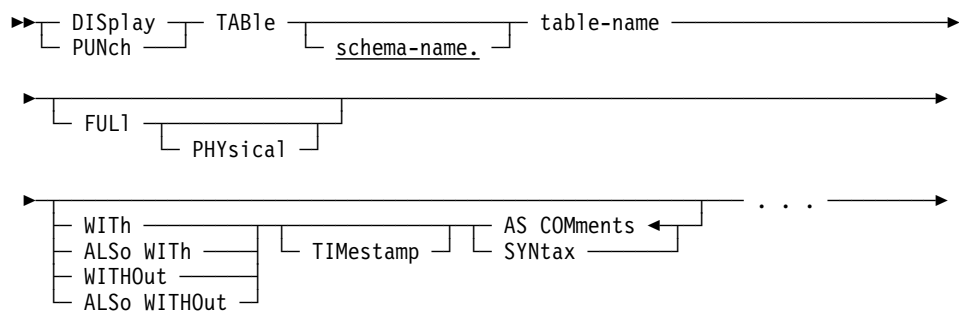 DISplay TABle table-name
PUNch schema-name.
FULl
PHYsical
WITh AS COMments . . .
ALSo WITh TIMestamp SYNtax
WITHOut
ALSo WITHOut